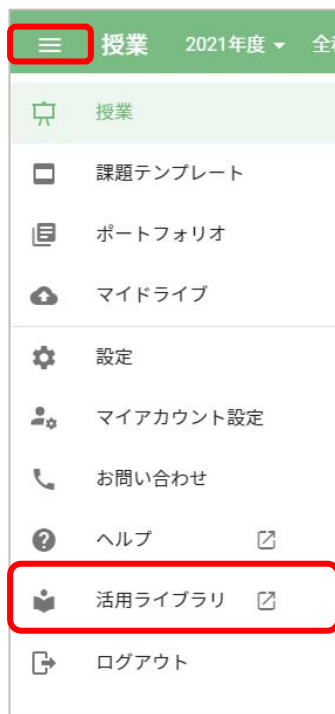 授業 2021年度 全
授業
課題テンプレート
ポートフォリオ
マイドライブ
設定
マイアカウント設定
お問い合わせ
ヘルプ
活用ライブラリ
ログアウト